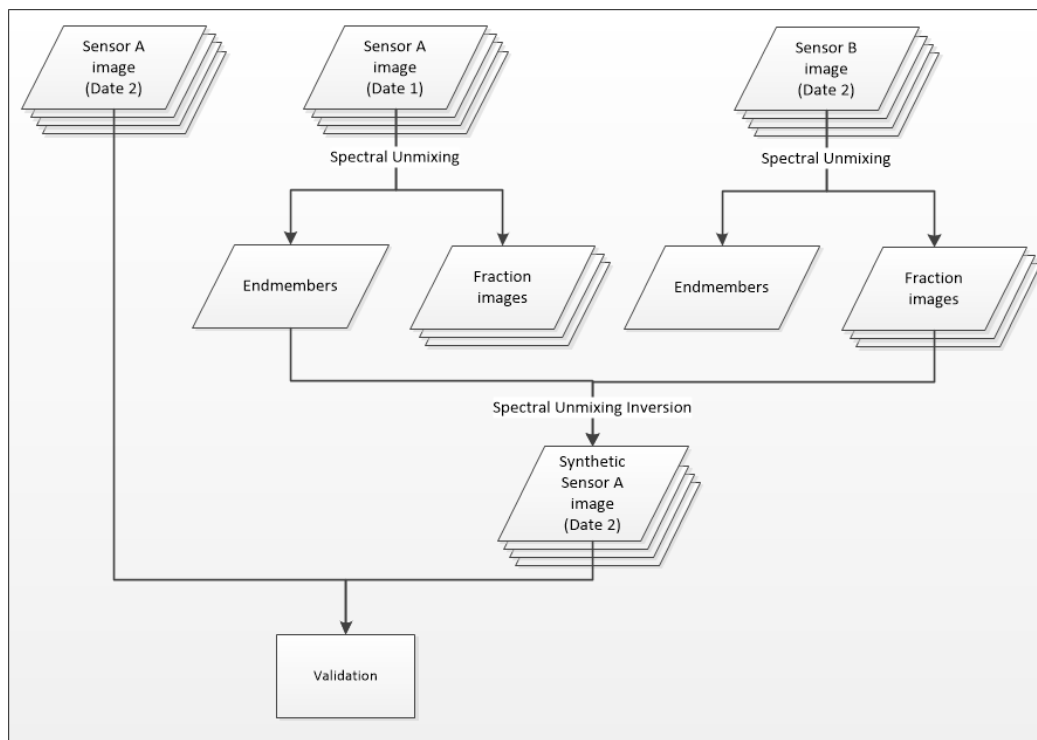 Sensor A
image
(Date 2)
Sensor A
image
(Date 1)
Sensor B
image
(Date 2)
Spectral Unmixing
Spectral Unmixing
Endmembers
Fraction
images
Endmembers
Fraction
images
Spectral Unmixing Inversion
Synthetic
Sensor A
image
(Date 2)
Validation